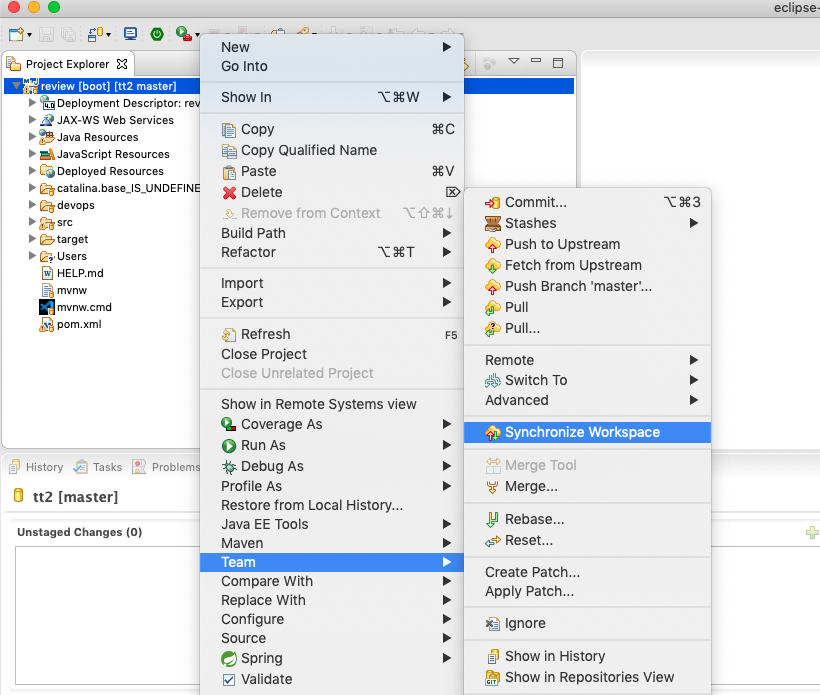 eclipse-
Project Explorer
review [boot] [tt2 master]
Deployment Descriptor: rev
JAX-WS Web Services
Java Resources
JavaScript Resources
Deployed Resources
catalina.base_IS_UNDEFINE
devops
src
target
Users
HELP.md
mvnw
mvnw.cmd
pom.xml
History
Tasks
Problems
tt2 [master]
Unstaged Changes (0)
New
Go Into
Show In ⌥⌘W
Copy ⌘C
Copy Qualified Name
Paste ⌘V
Delete ⌦
Remove from Context ⌥⇧⌘↓
Build Path
Refactor ⌥⌘T
Import
Export
Refresh F5
Close Project
Close Unrelated Project
Show in Remote Systems view
Coverage As
Run As
Debug As
Profile As
Restore from Local History...
Java EE Tools
Maven
Team
Compare With
Replace With
Configure
Source
Spring
Validate
Commit... ⌥⌘3
Stashes
Push to Upstream
Fetch from Upstream
Push Branch 'master'...
Pull
Pull...
Remote
Switch To
Advanced
Synchronize Workspace
Merge Tool
Merge...
Rebase...
Reset...
Create Patch...
Apply Patch...
Ignore
Show in History
Show in Repositories View